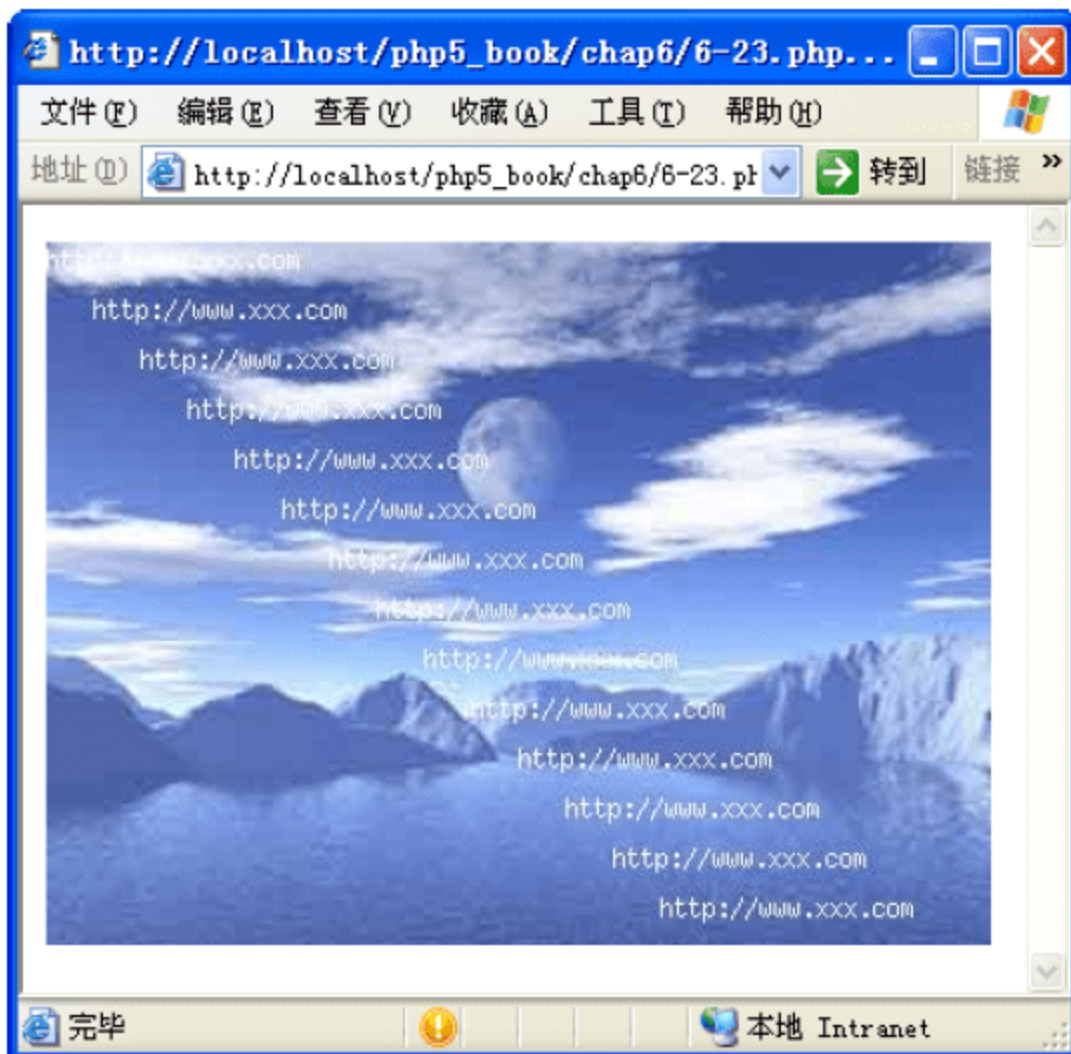 http://localhost/php5_book/chap6/6-23.php...
文件(F) 编辑(E) 查看(V) 收藏(A) 工具(T) 帮助(H)
地址(D) http://localhost/php5_book/chap6/6-23.ph 转到 链接 »
http://www.xxx.com
http://www.xxx.com
http://www.xxx.com
http://www.xxx.com
http://www.xxx.com
http://www.xxx.com
http://www.xxx.com
http://www.xxx.com
http://www.xxx.com
http://www.xxx.com
http://www.xxx.com
http://www.xxx.com
http://www.xxx.com
http://www.xxx.com
完毕 本地 Intranet